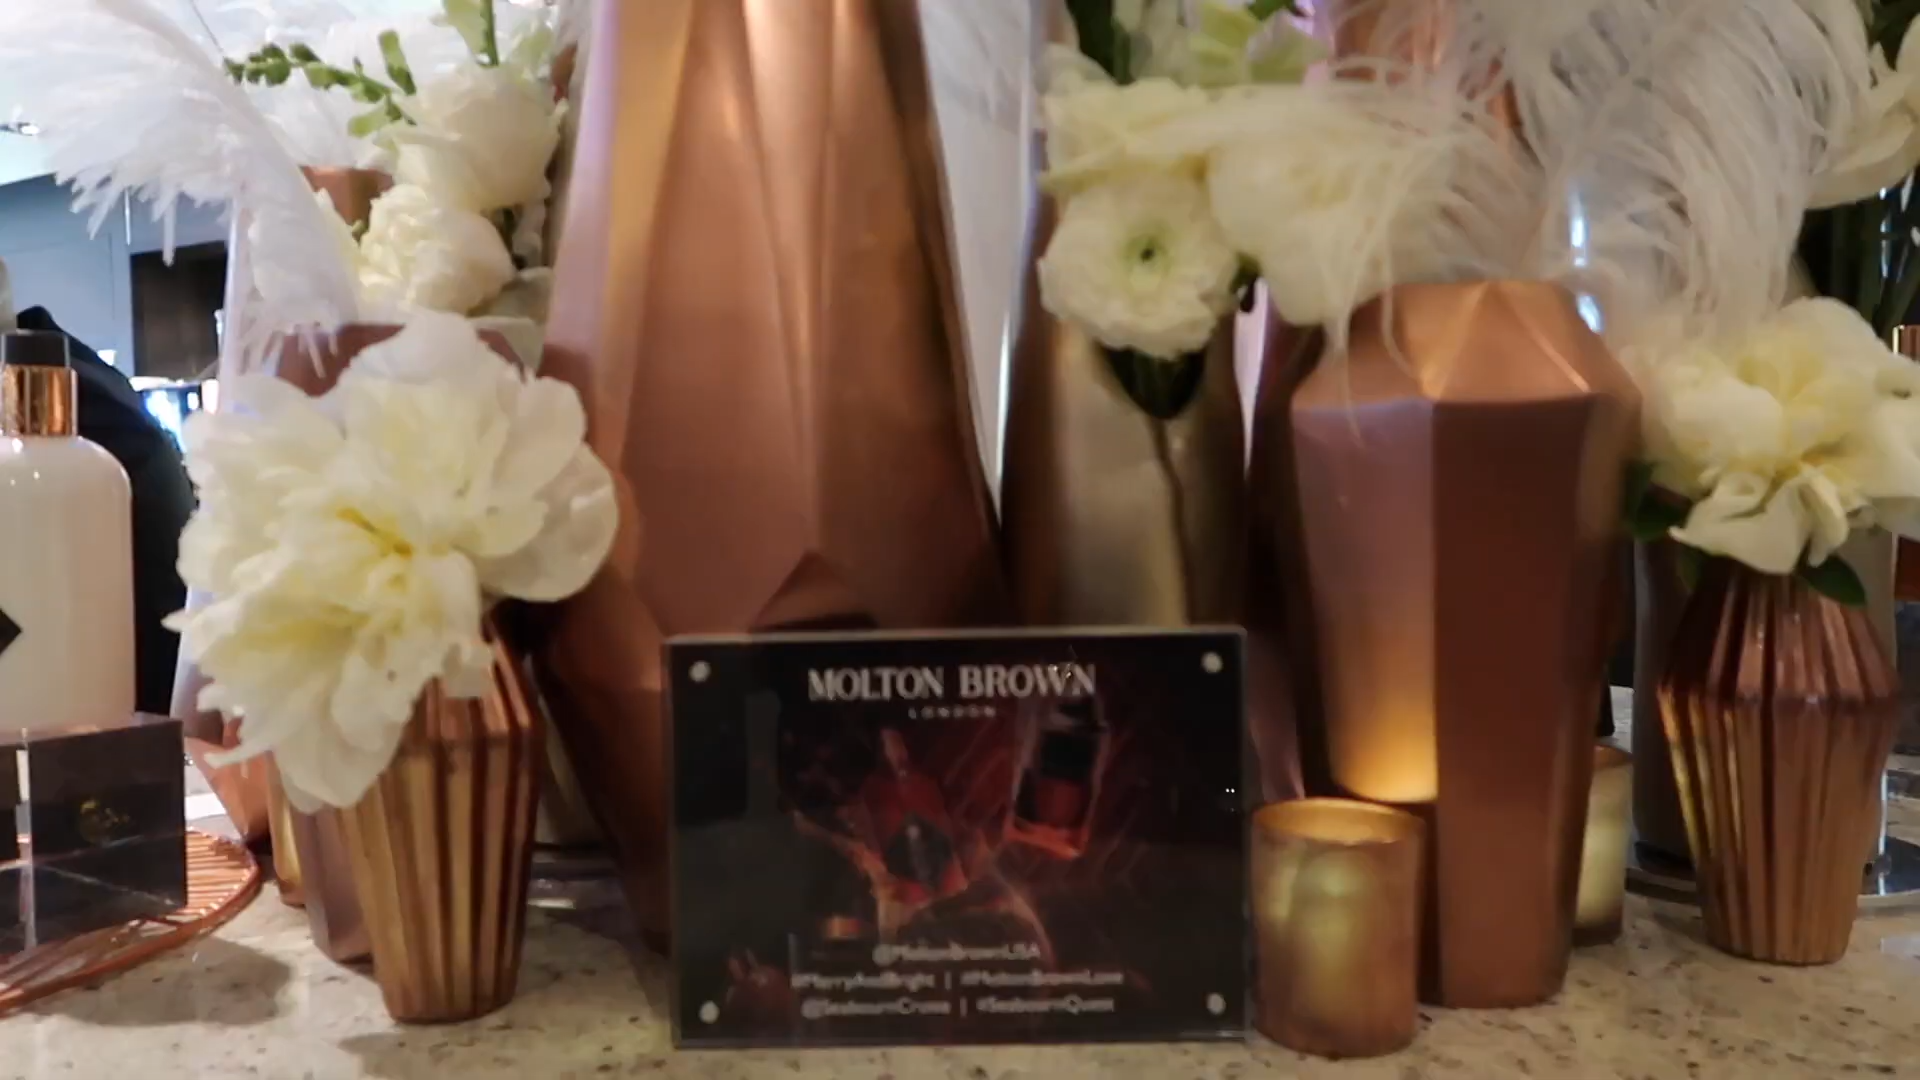 MOLTON BROWN
LONDON
@MoltonBrownUSA
#MerryAndBright | #MoltonBrownLove
@SeabournCruise | #SeabournQuest